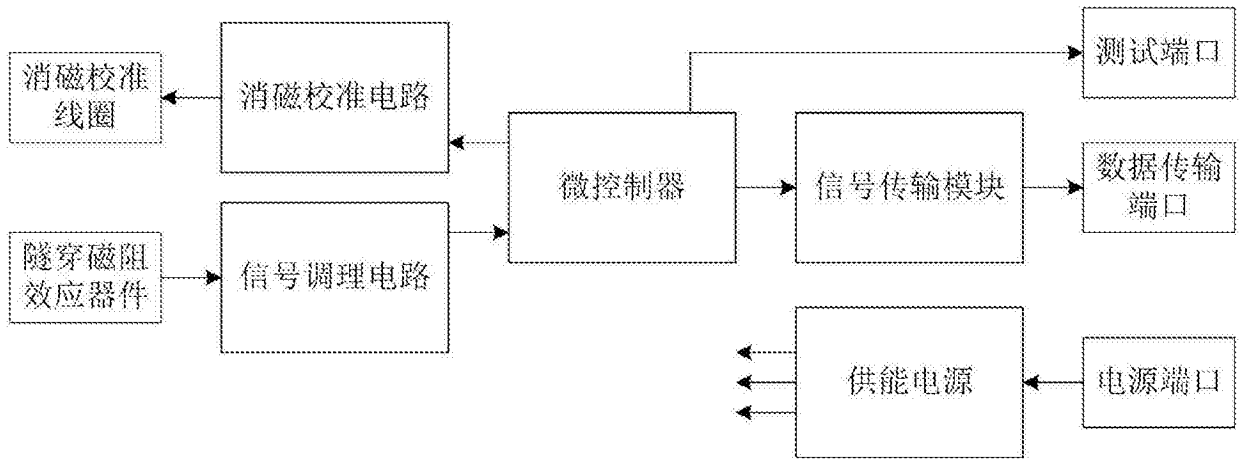 消磁校准
线圈
消磁校准电路
测试端口
微控制器
信号传输模块
数据传输
端口
隧穿磁阻
效应器件
信号调理电路
供能电源
电源端口